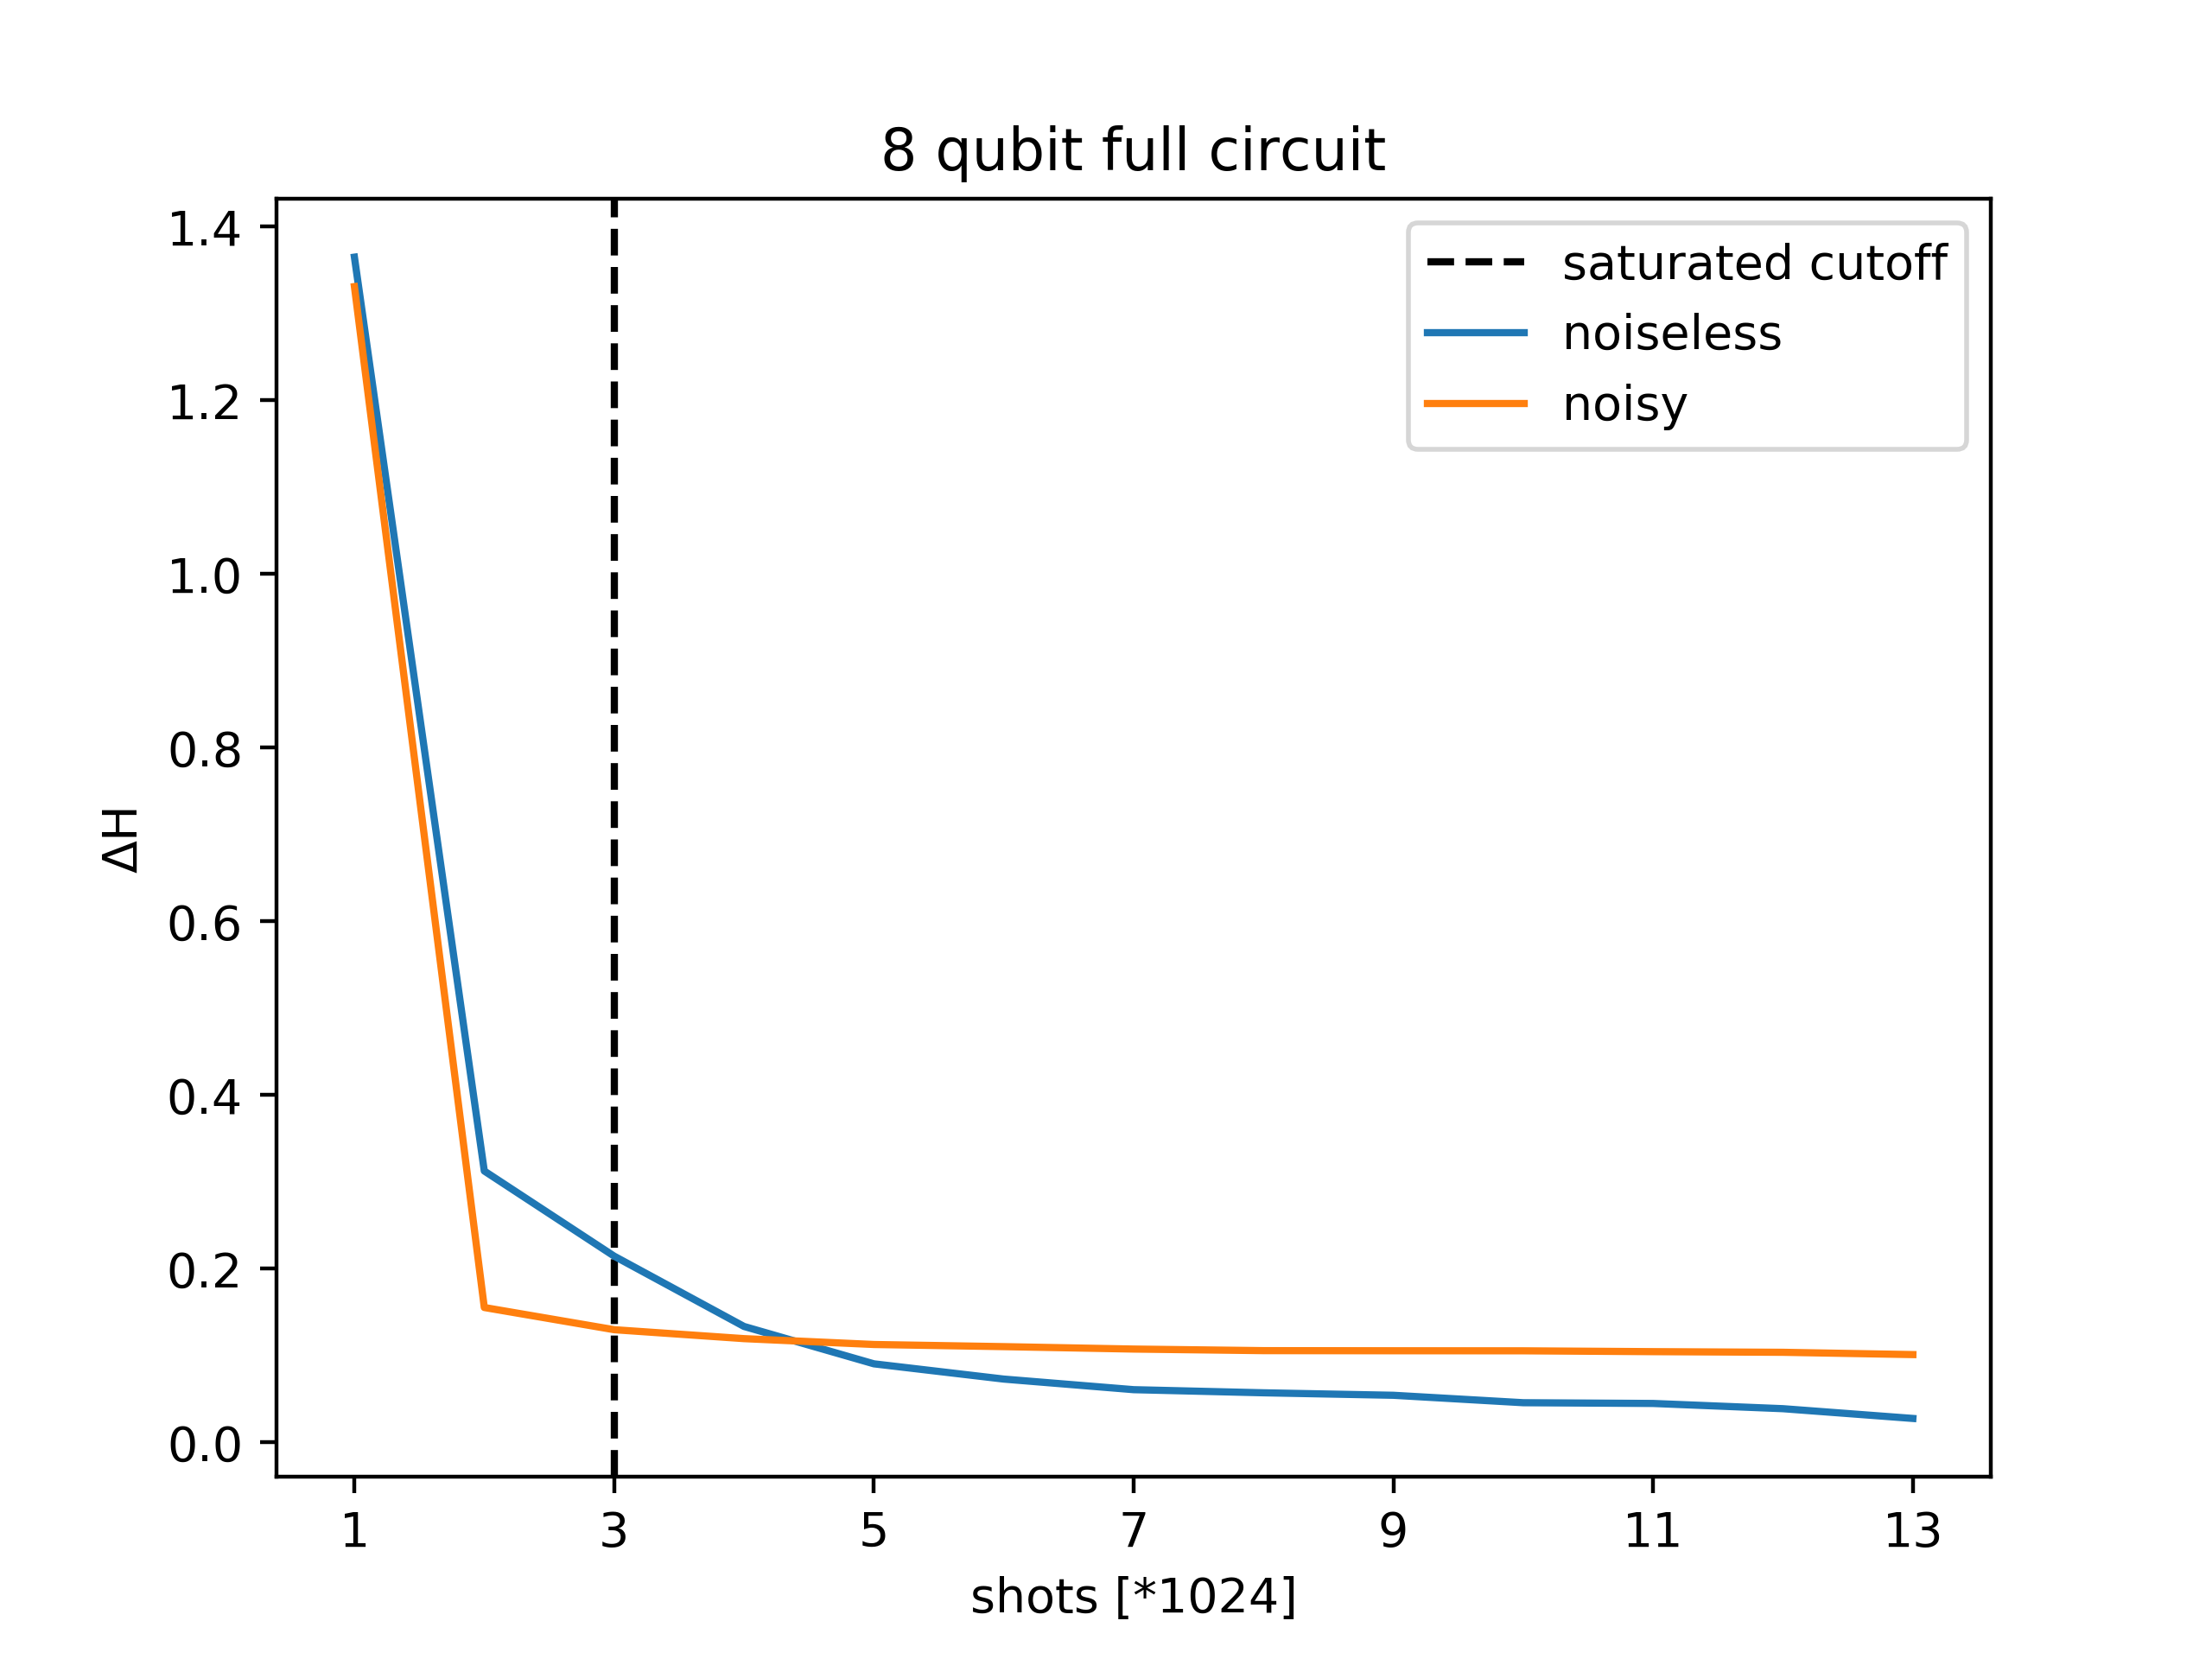 8 qubit full circuit
saturated cutoff
noiseless
noisy
1.4
1.2
1.0
0.8
0.6
0.4
0.2
0.0
ΔH
1 3 5 7 9 11 13
shots [*1024]